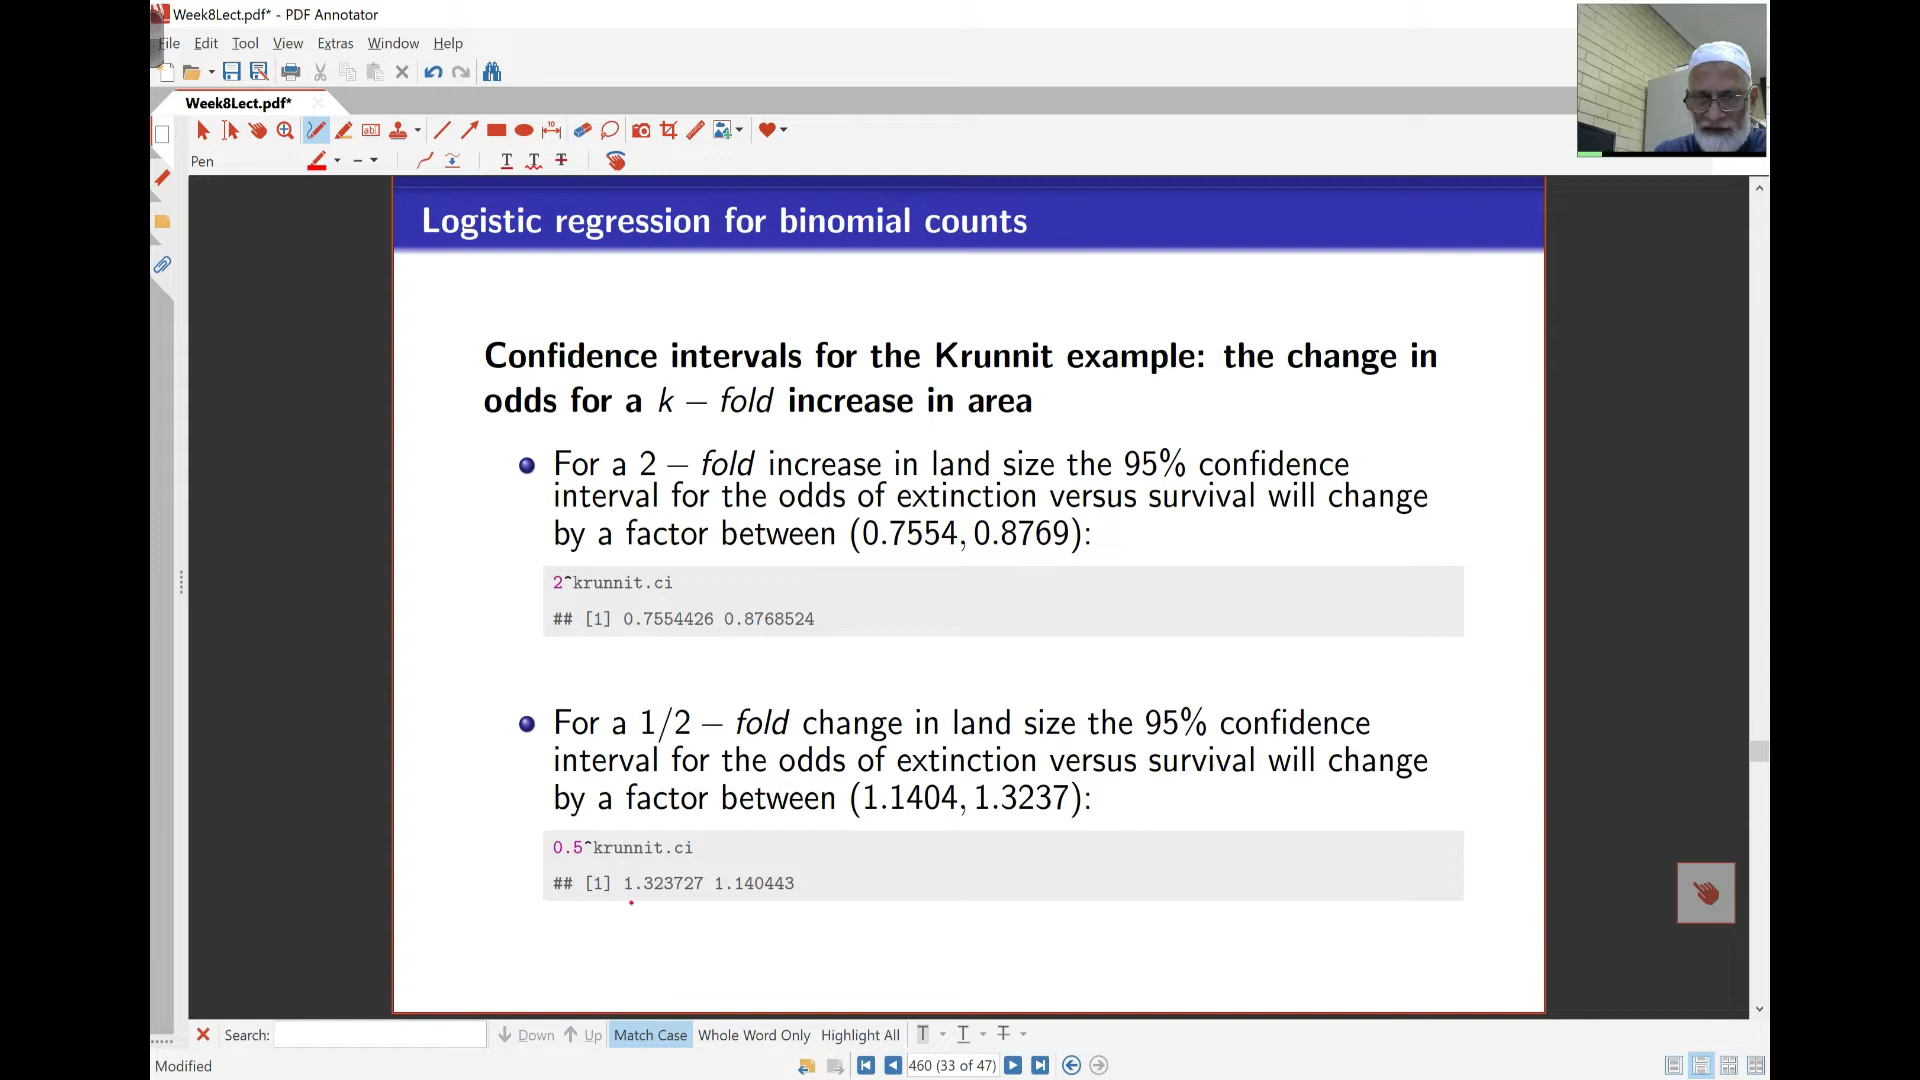 Week8Lect.pdf* - PDF Annotator
File Edit Tool View Extras Window Help
Week8Lect.pdf*
Pen
Logistic regression for binomial counts
Confidence intervals for the Krunnit example: the change in
odds for a k − fold increase in area
For a 2 − fold increase in land size the 95% confidence
interval for the odds of extinction versus survival will change
by a factor between (0.7554, 0.8769):
2^krunnit.ci
## [1] 0.7554426 0.8768524
For a 1/2 − fold change in land size the 95% confidence
interval for the odds of extinction versus survival will change
by a factor between (1.1404, 1.3237):
0.5^krunnit.ci
## [1] 1.323727 1.140443
Search: Down Up Match Case Whole Word Only Highlight All
Modified 460 (33 of 47)